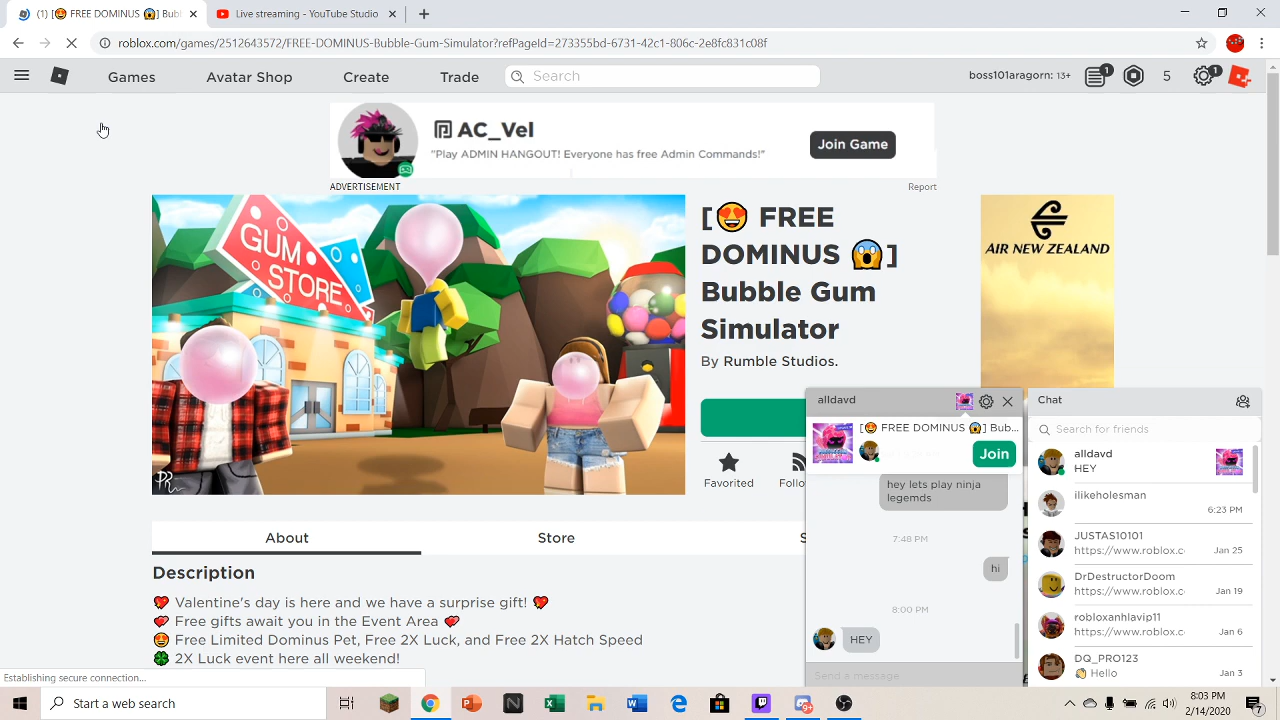 (1) [😍 FREE DOMINUS 😱] Bub
Live streaming - YouTube Studio
roblox.com/games/2512643572/FREE-DOMINUS-Bubble-Gum-Simulator?refPageId=273355bd-6731-42c1-806c-2e8fc831c08f
Games
Avatar Shop
Create
Trade
Search
boss101aragorn: 13+
1
5
1
AC_Vel
"Play ADMIN HANGOUT! Everyone has free Admin Commands!"
Join Game
ADVERTISEMENT
Report
GUM
STORE
[😍 FREE
DOMINUS 😱]
Bubble Gum
Simulator
By Rumble Studios.
AIR NEW ZEALAND
Favorited
Follo
About
Store
S
Description
💘 Valentine's day is here and we have a surprise gift! 💘
💘 Free gifts await you in the Event Area 💘
😍 Free Limited Dominus Pet, Free 2X Luck, and Free 2X Hatch Speed
🍀 2X Luck event here all weekend!
alldavd
[😍 FREE DOMINUS 😱] Bub...
Join
hey lets play ninja
legemds
7:48 PM
hi
8:00 PM
HEY
Send a message
Chat
Search for friends
alldavd
HEY
ilikeholesman
6:23 PM
JUSTAS10101
https://www.roblox.c
Jan 25
DrDestructorDoom
https://www.roblox.c
Jan 19
robloxanhlavip11
https://www.roblox.c
Jan 6
DQ_PRO123
👋 Hello
Jan 3
Establishing secure connection...
Start a web search
8:03 PM
2/14/2020
7